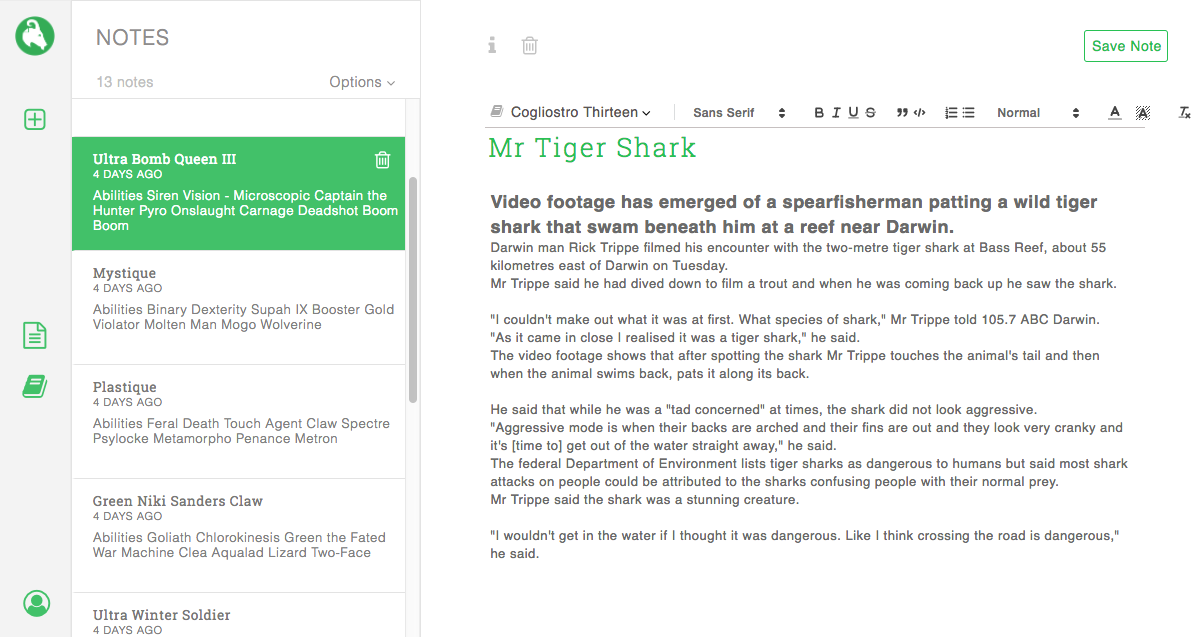 NOTES
13 notes
Options
Ultra Bomb Queen III
4 DAYS AGO
Abilities Siren Vision - Microscopic Captain the
Hunter Pyro Onslaught Carnage Deadshot Boom
Boom
Mystique
4 DAYS AGO
Abilities Binary Dexterity Supah IX Booster Gold
Violator Molten Man Mogo Wolverine
Plastique
4 DAYS AGO
Abilities Feral Death Touch Agent Claw Spectre
Psylocke Metamorpho Penance Metron
Green Niki Sanders Claw
4 DAYS AGO
Abilities Goliath Chlorokinesis Green the Fated
War Machine Clea Aqualad Lizard Two-Face
Ultra Winter Soldier
4 DAYS AGO
Save Note
Cogliostro Thirteen Sans Serif B I U S Normal A A
Mr Tiger Shark
Video footage has emerged of a spearfisherman patting a wild tiger
shark that swam beneath him at a reef near Darwin.
Darwin man Rick Trippe filmed his encounter with the two-metre tiger shark at Bass Reef, about 55
kilometres east of Darwin on Tuesday.
Mr Trippe said he had dived down to film a trout and when he was coming back up he saw the shark.
"I couldn't make out what it was at first. What species of shark," Mr Trippe told 105.7 ABC Darwin.
"As it came in close I realised it was a tiger shark," he said.
The video footage shows that after spotting the shark Mr Trippe touches the animal's tail and then
when the animal swims back, pats it along its back.
He said that while he was a "tad concerned" at times, the shark did not look aggressive.
"Aggressive mode is when their backs are arched and their fins are out and they look very cranky and
it's [time to] get out of the water straight away," he said.
The federal Department of Environment lists tiger sharks as dangerous to humans but said most shark
attacks on people could be attributed to the sharks confusing people with their normal prey.
Mr Trippe said the shark was a stunning creature.
"I wouldn't get in the water if I thought it was dangerous. Like I think crossing the road is dangerous,"
he said.